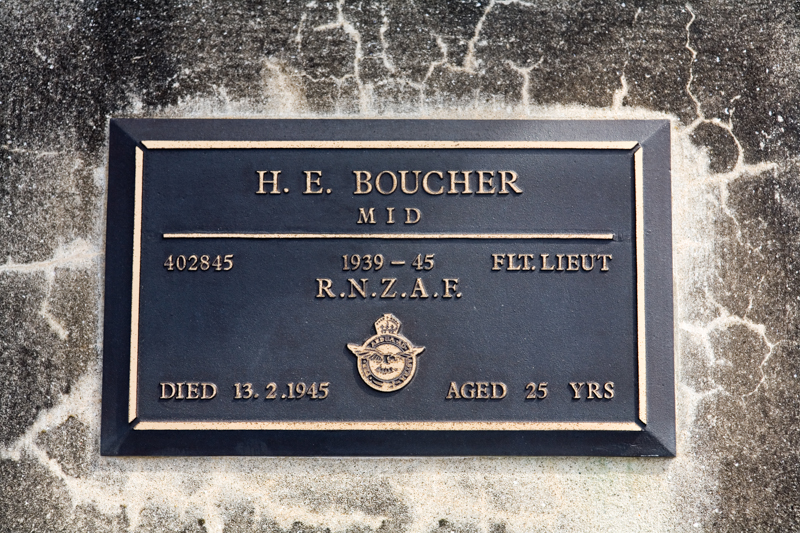 H. E. BOUCHER
MID
402845 1939 – 45 FLT. LIEUT
R.N.Z.A.F.
DIED 13. 2.1945 AGED 25 YRS